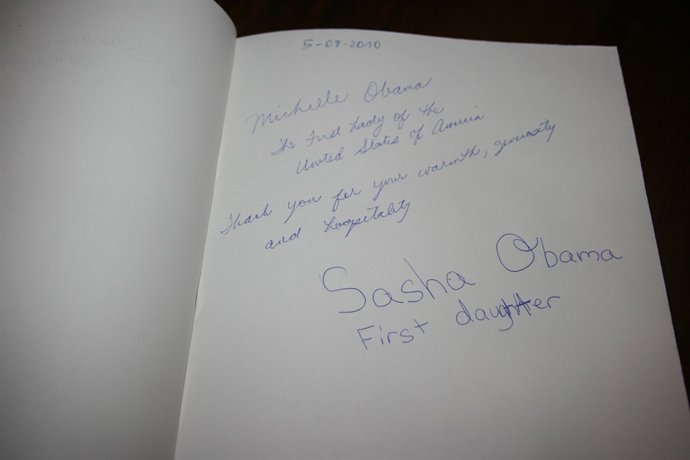 5-07-2010
Michelle Obama
The First Lady of the
United States of America
Thank you for your warmth, generosity
and hospitality
Sasha Obama
First daughter